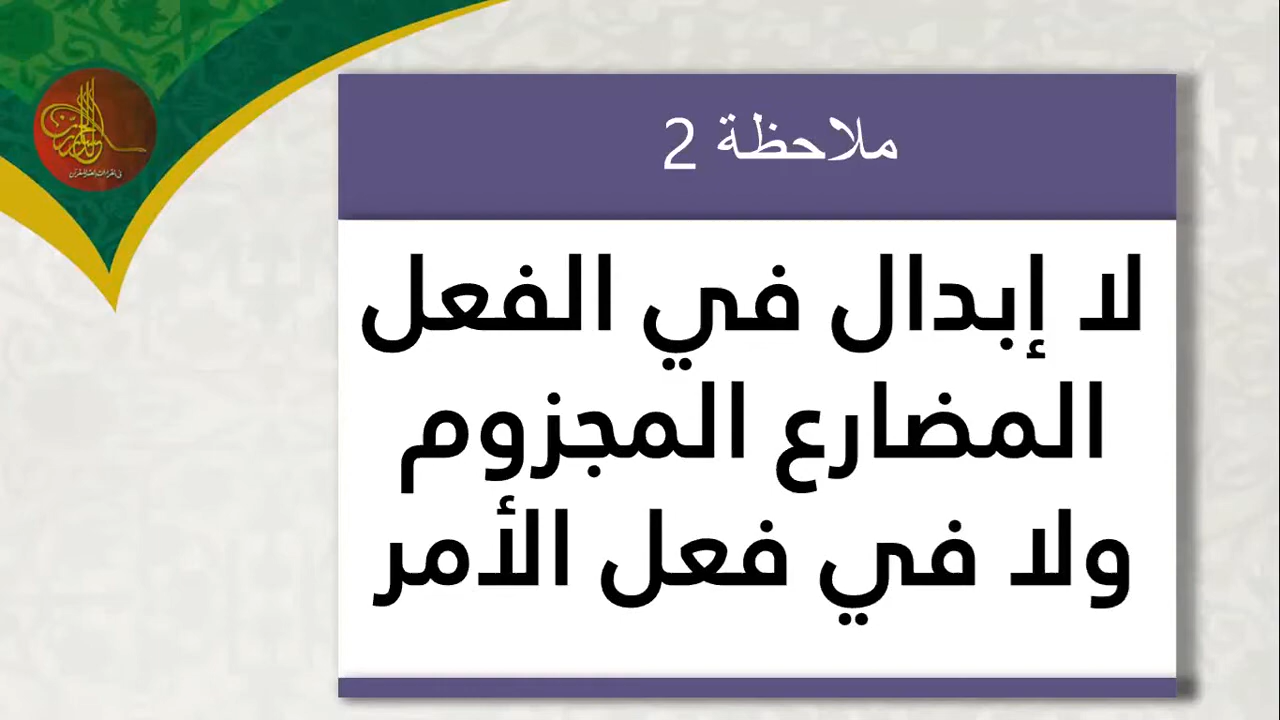 ملاحظة 2
لا إبدال في الفعل
المضارع المجزوم
ولا في فعل الأمر